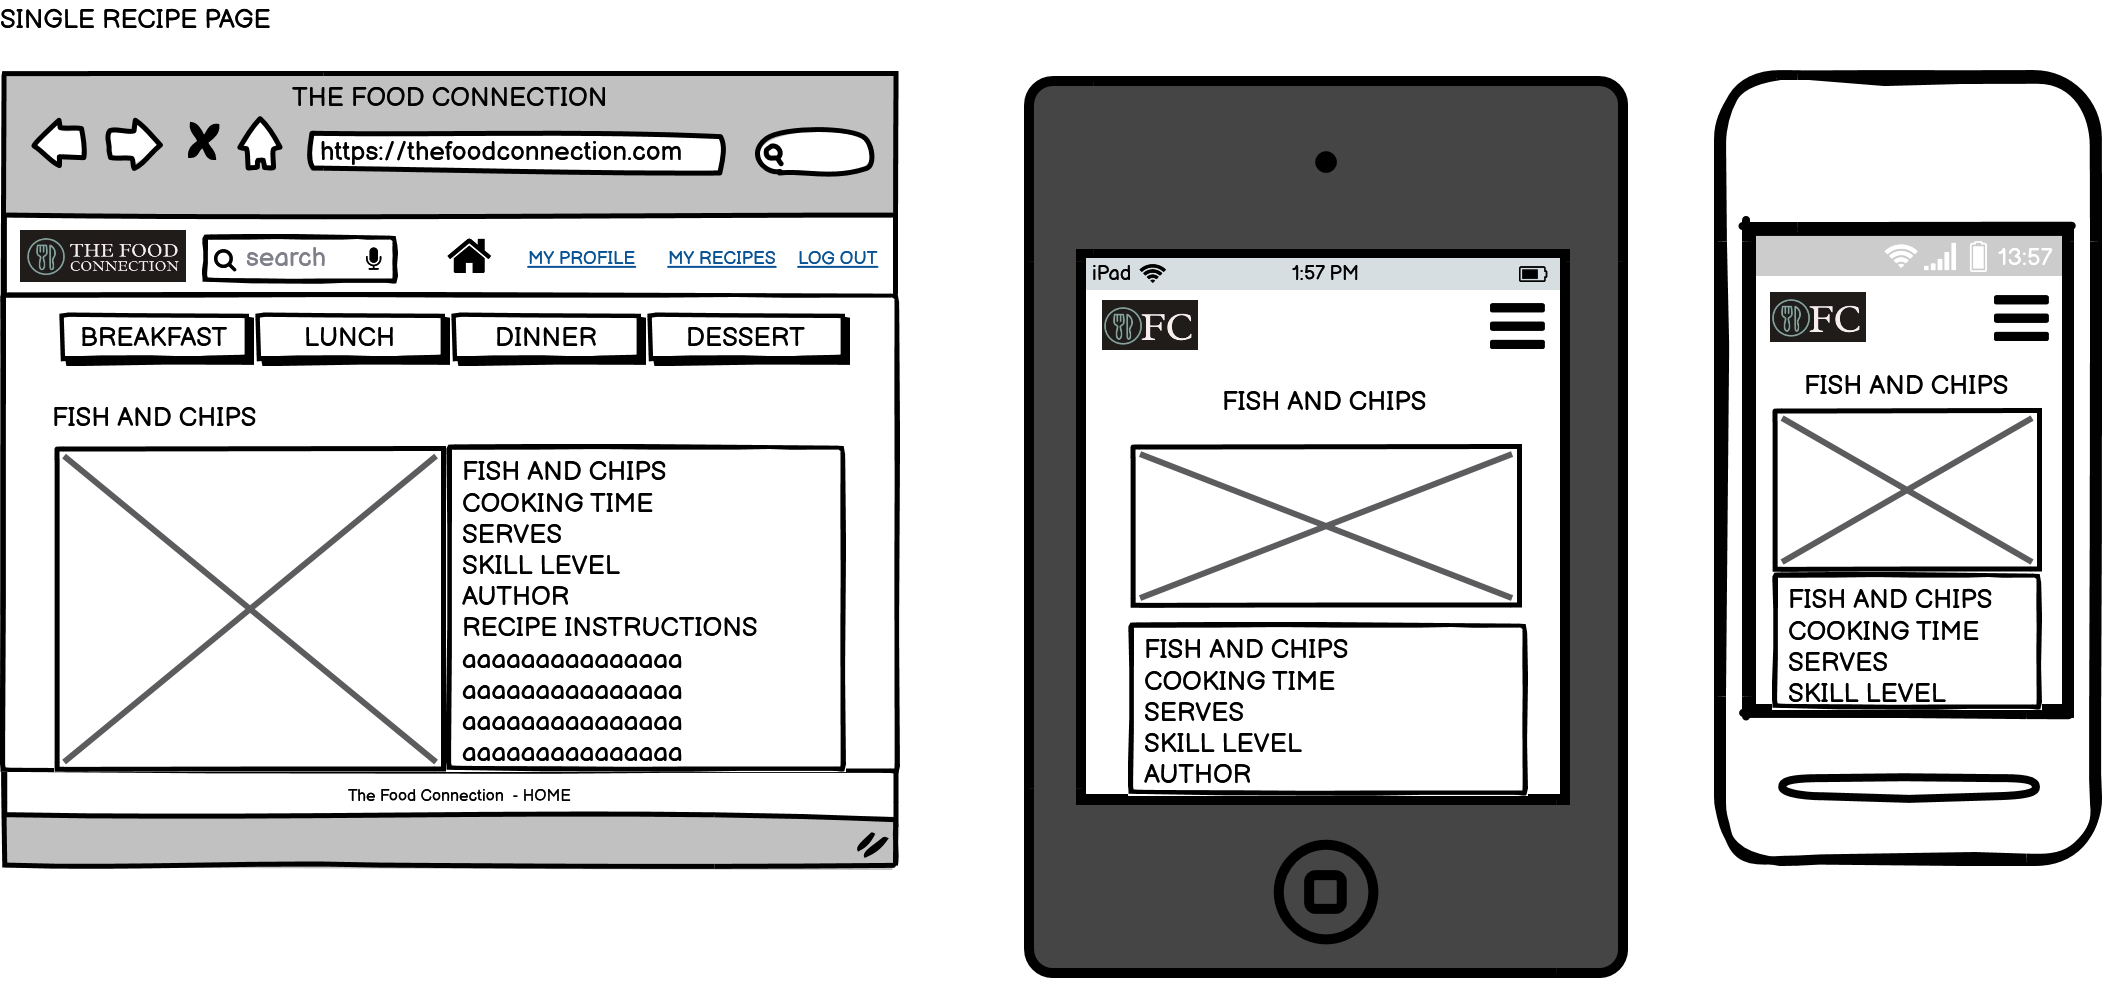 SINGLE RECIPE PAGE
THE FOOD CONNECTION
https://thefoodconnection.com
THE FOOD
CONNECTION
search
MY PROFILE
MY RECIPES
LOG OUT
BREAKFAST
LUNCH
DINNER
DESSERT
FISH AND CHIPS
FISH AND CHIPS
COOKING TIME
SERVES
SKILL LEVEL
AUTHOR
RECIPE INSTRUCTIONS
aaaaaaaaaaaaaaa
aaaaaaaaaaaaaaa
aaaaaaaaaaaaaaa
aaaaaaaaaaaaaaa
The Food Connection - HOME
iPad
1:57 PM
FC
FISH AND CHIPS
FISH AND CHIPS
COOKING TIME
SERVES
SKILL LEVEL
AUTHOR
13:57
FC
FISH AND CHIPS
FISH AND CHIPS
COOKING TIME
SERVES
SKILL LEVEL